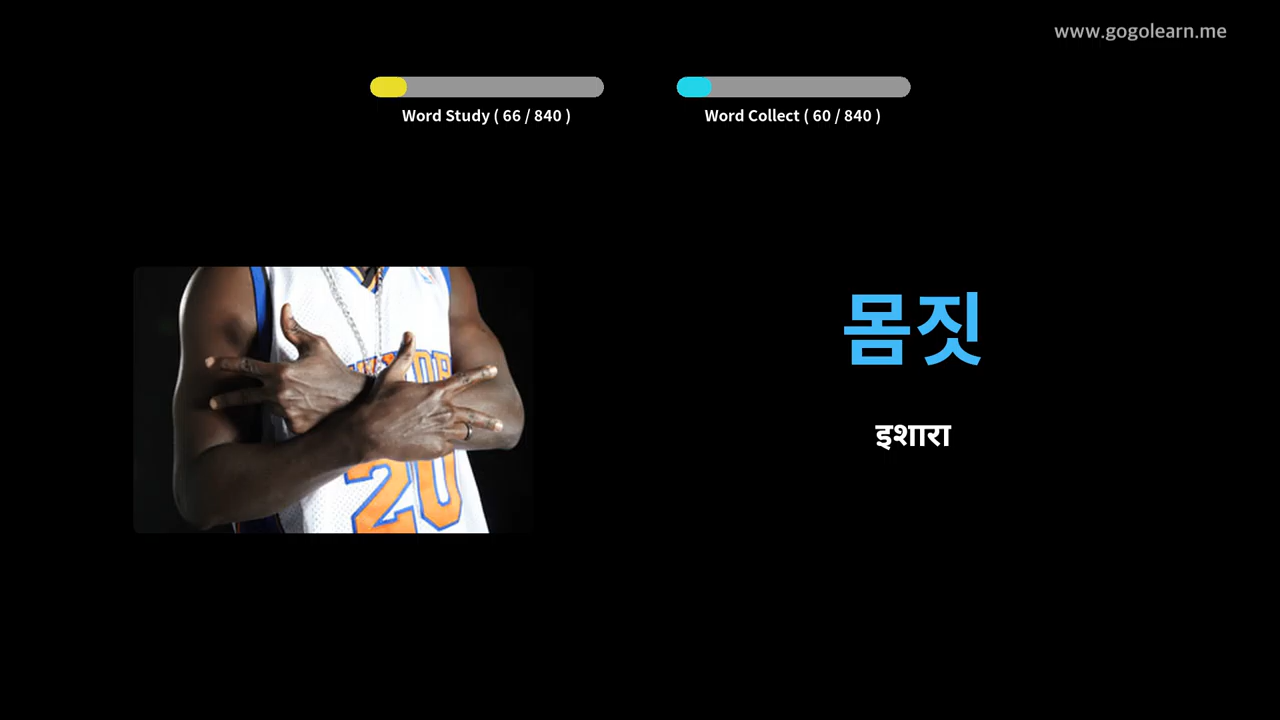 www.gogolearn.me
Word Study ( 66 / 840 )
Word Collect ( 60 / 840 )
몸짓
इशारा
20